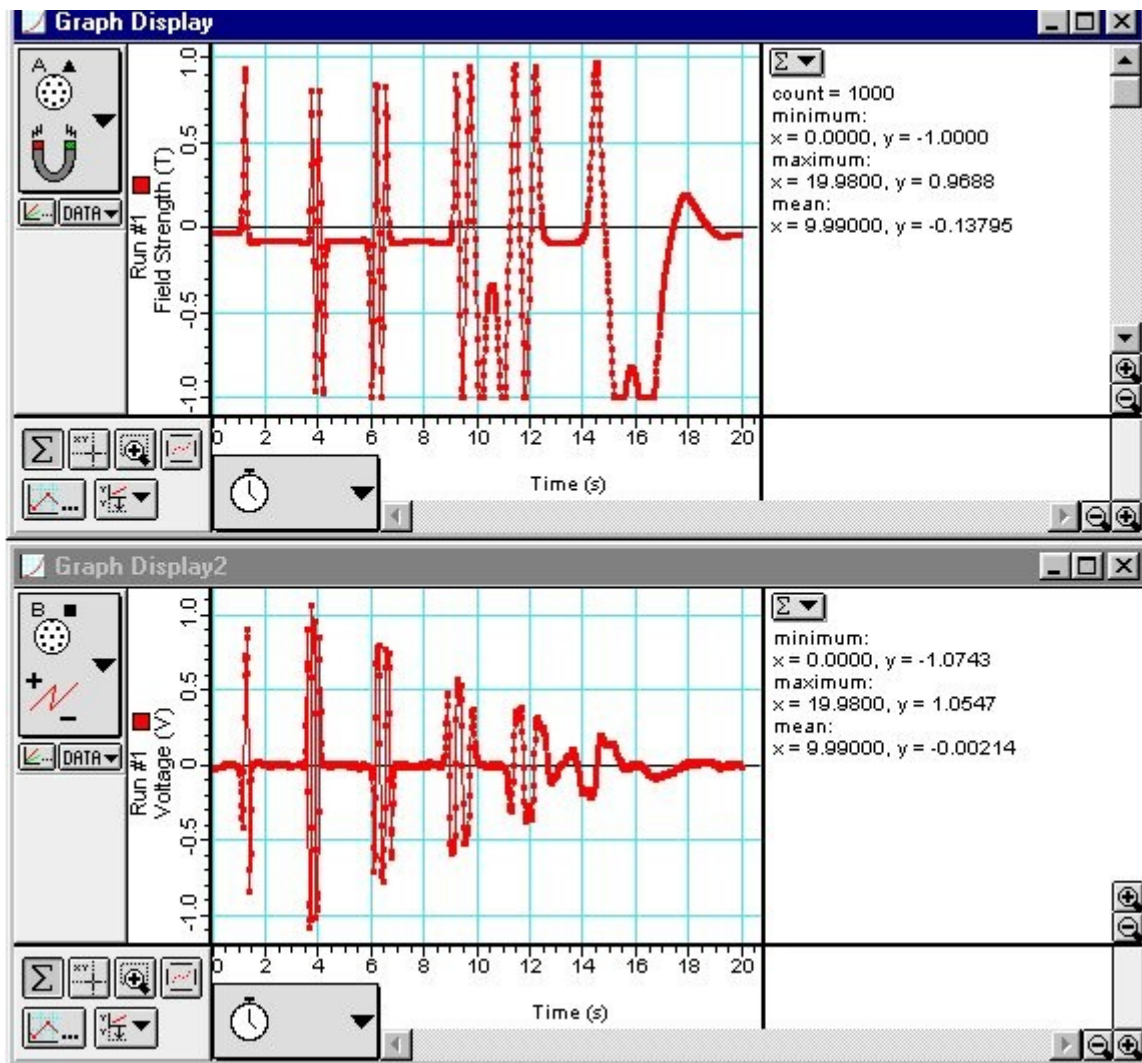 Graph Display
A
DATA
Run #1
Field Strength (T)
1.0
0.5
0
-0.5
-1.0
count = 1000
minimum:
x = 0.0000, y = -1.0000
maximum:
x = 19.9800, y = 0.9688
mean:
x = 9.99000, y = -0.13795
0 2 4 6 8 10 12 14 16 18 20
Time (s)
Graph Display2
B
DATA
Run #1
Voltage (V)
1.0
0.5
0
-0.5
-1.0
minimum:
x = 0.0000, y = -1.0743
maximum:
x = 19.9800, y = 1.0547
mean:
x = 9.99000, y = -0.00214
0 2 4 6 8 10 12 14 16 18 20
Time (s)